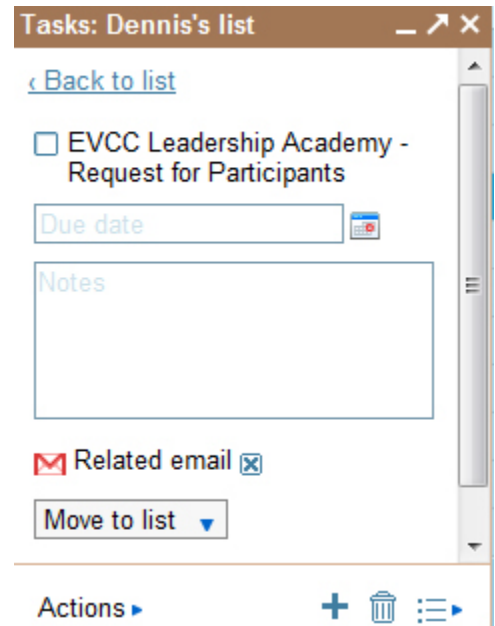 Tasks: Dennis's list
‹ Back to list
EVCC Leadership Academy -
Request for Participants
Due date
Notes
Related email
Move to list
Actions